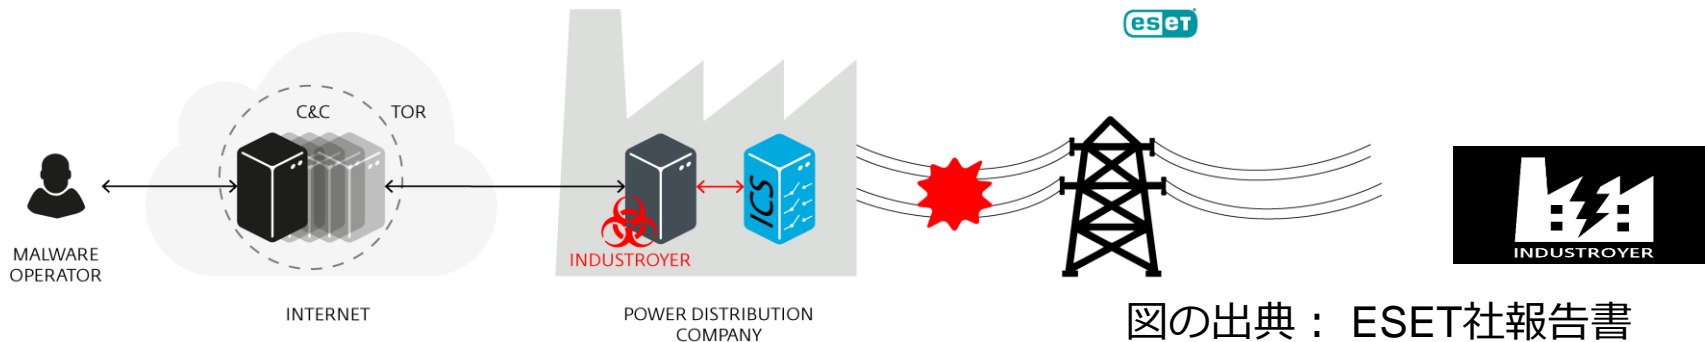 eseT
C&C
TOR
ICS
INDUSTROYER
MALWARE
OPERATOR
INTERNET
POWER DISTRIBUTION
COMPANY
INDUSTROYER
図の出典： ESET社報告書